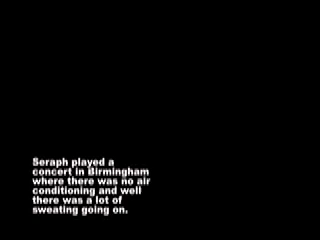 Seraph played a
concert in Birmingham
where there was no air
conditioning and well
there was a lot of
sweating going on.